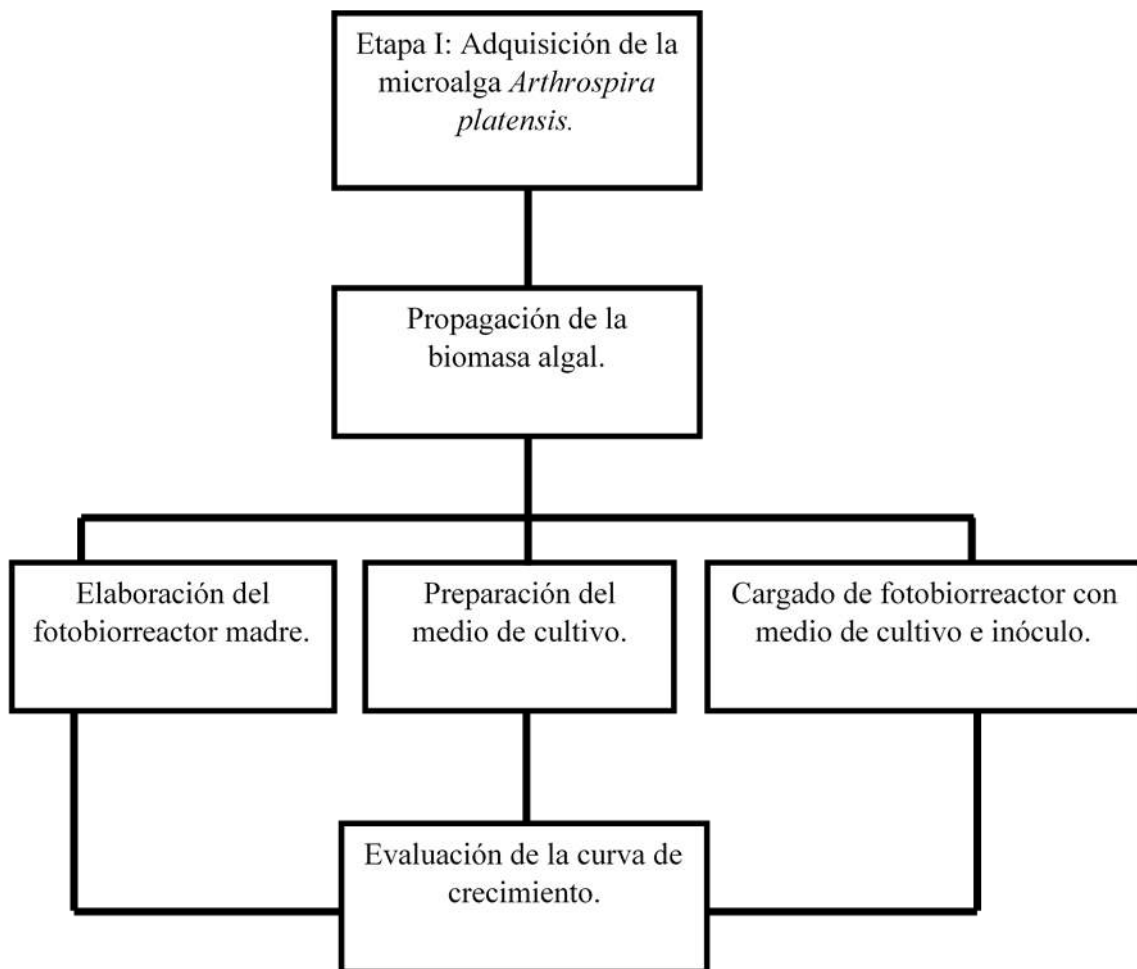 Etapa I: Adquisición de la
microalga Arthrospira
platensis.
Propagación de la
biomasa algal.
Elaboración del
fotobiorreactor madre.
Preparación del
medio de cultivo.
Cargado de fotobiorreactor con
medio de cultivo e inóculo.
Evaluación de la curva de
crecimiento.